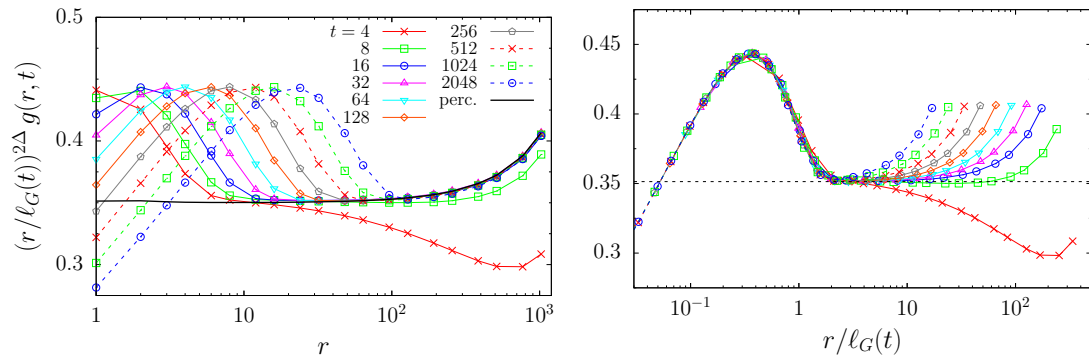 0.5
0.4
0.3
(r/ℓ_G(t))^{2Δ} g(r, t)
t = 4
8
16
32
64
128
256
512
1024
2048
perc.
1 10 10^2 10^3
r
0.45
0.4
0.35
0.3
10^{-1} 1 10 10^2
r/ℓ_G(t)